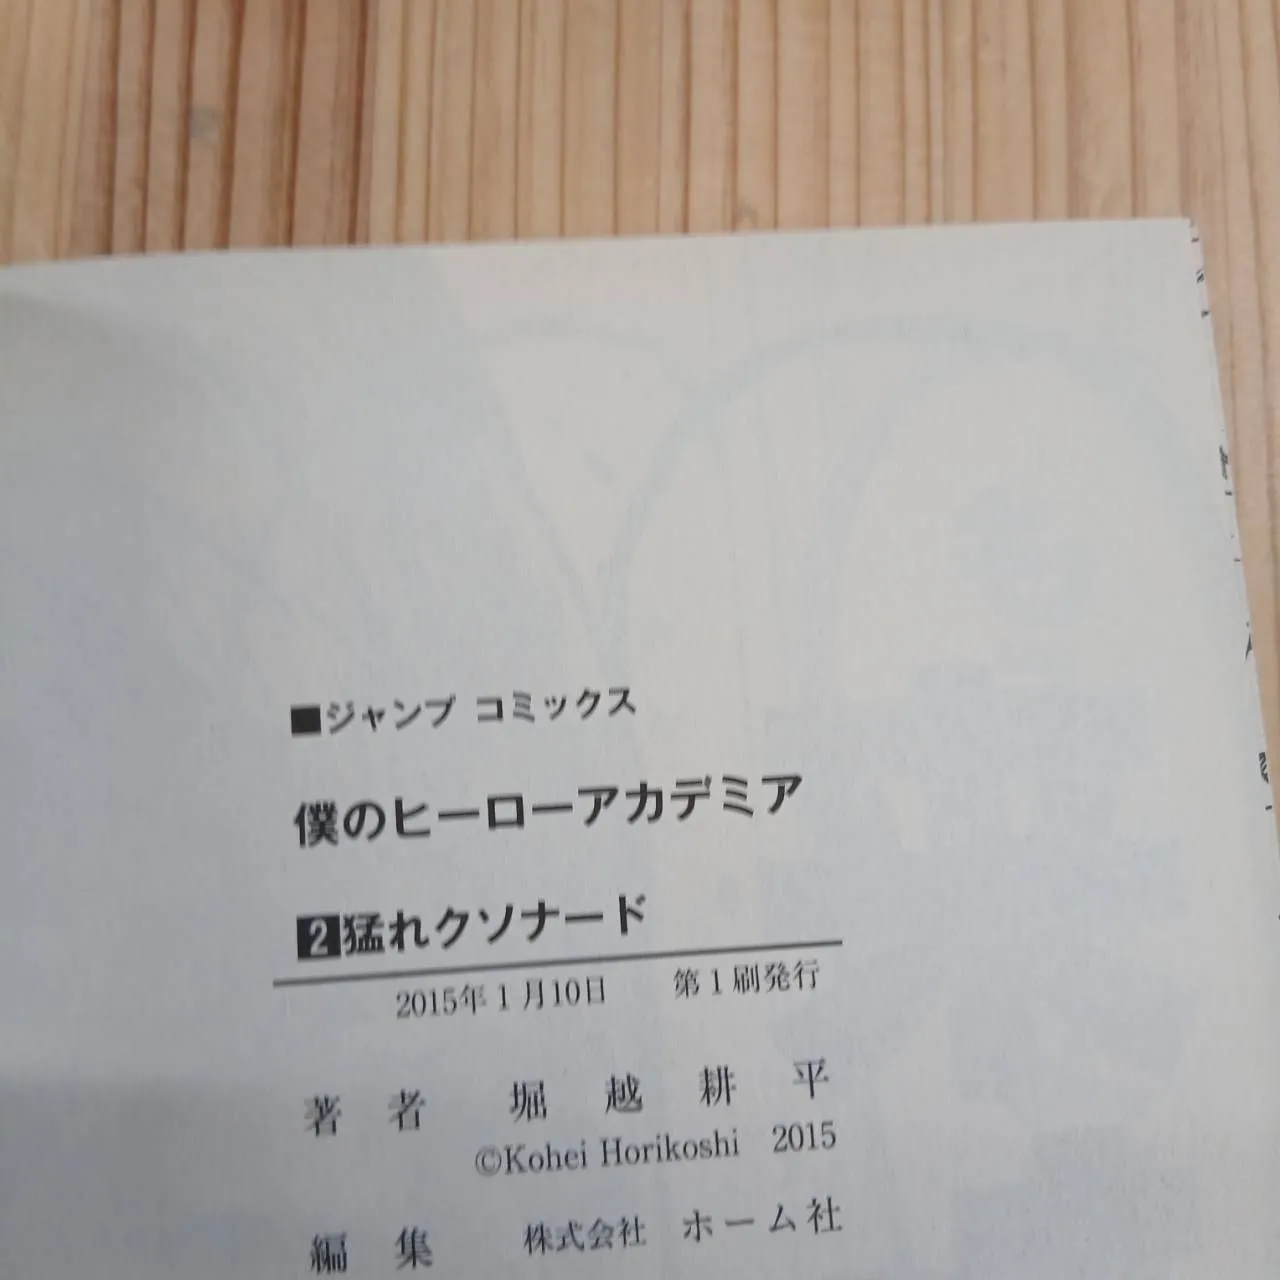 ■ジャンプ コミックス
僕のヒーローアカデミア
2猛れクソナード
2015年1月10日 第1刷発行
著者 堀越耕平
©Kohei Horikoshi 2015
編集 株式会社 ホーム社